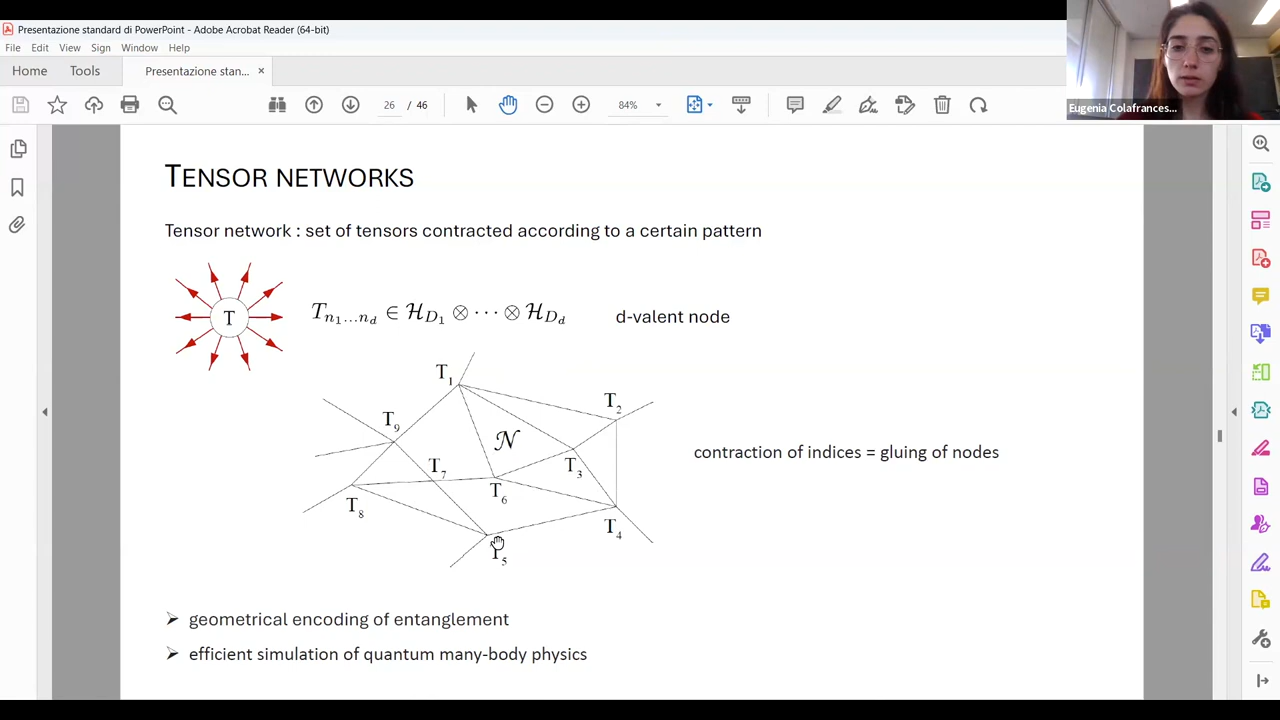 Presentazione standard di PowerPoint - Adobe Acrobat Reader (64-bit)
File Edit View Sign Window Help
Home Tools Presentazione stan... ×
26 / 46 84%
Eugenia Colafrances...
TENSOR NETWORKS
Tensor network : set of tensors contracted according to a certain pattern
T
T_{n_1...n_d} ∈ ℋ_{D_1} ⊗ ··· ⊗ ℋ_{D_d} d-valent node
T_1
T_2
T_9
𝒩
contraction of indices = gluing of nodes
T_7
T_3
T_6
T_8
T_4
T_5
➢ geometrical encoding of entanglement
➢ efficient simulation of quantum many-body physics